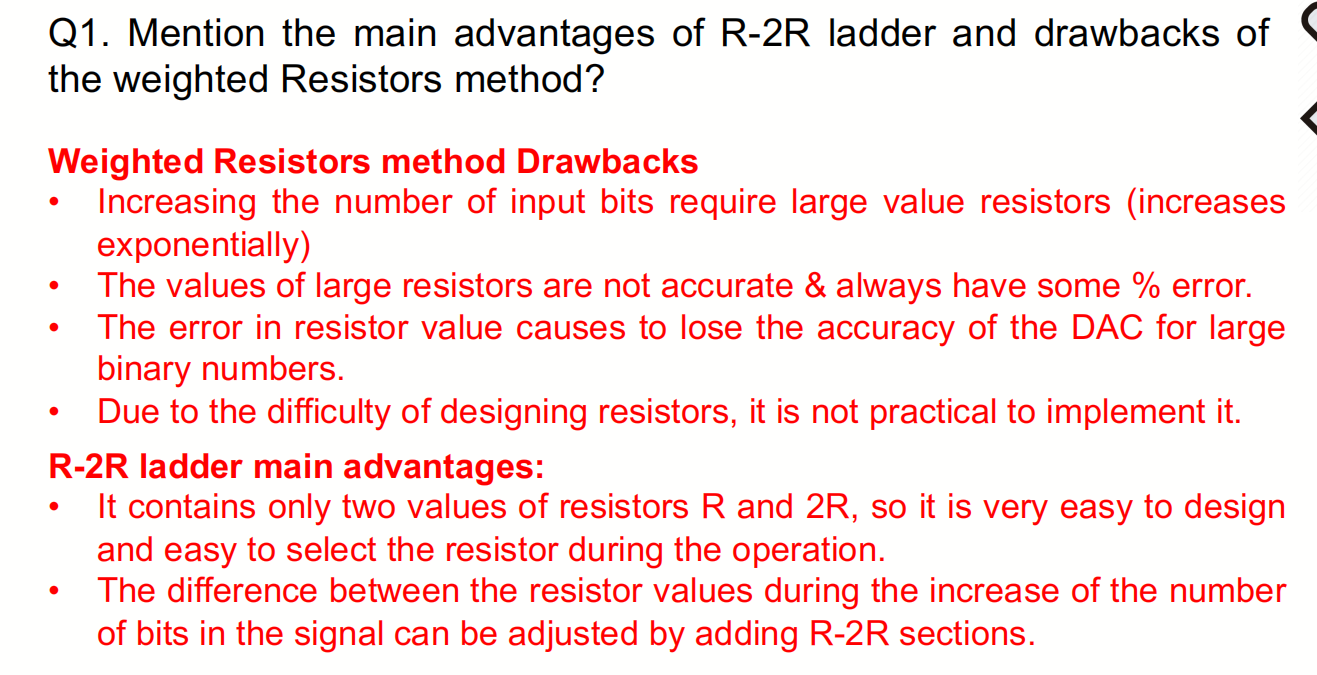 Q1. Mention the main advantages of R-2R ladder and drawbacks of
the weighted Resistors method?
Weighted Resistors method Drawbacks
• Increasing the number of input bits require large value resistors (increases
exponentially)
• The values of large resistors are not accurate & always have some % error.
• The error in resistor value causes to lose the accuracy of the DAC for large
binary numbers.
• Due to the difficulty of designing resistors, it is not practical to implement it.
R-2R ladder main advantages:
• It contains only two values of resistors R and 2R, so it is very easy to design
and easy to select the resistor during the operation.
• The difference between the resistor values during the increase of the number
of bits in the signal can be adjusted by adding R-2R sections.